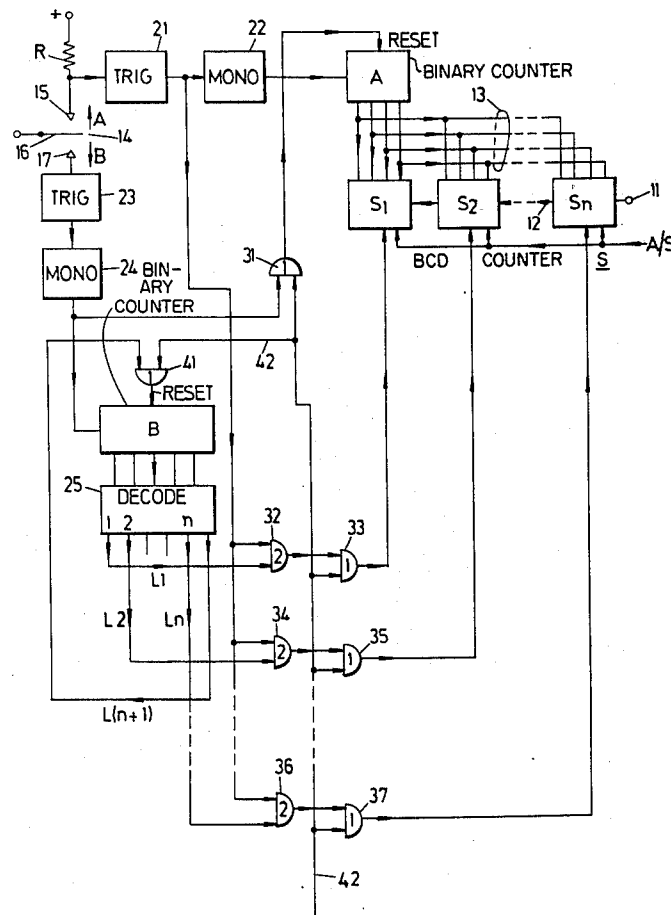 +
R
21
TRIG
22
MONO
RESET
A
BINARY COUNTER
15
A
14
16
17
B
13
S1
S2
Sn
11
12
A/S
BCD COUNTER S
TRIG
23
MONO
24
BIN-
ARY
COUNTER
31
1
42
41
1
RESET
B
25
DECODE
1 2 n
L1
L2
Ln
L(n+1)
32
2
33
1
34
2
35
1
36
2
37
1
42